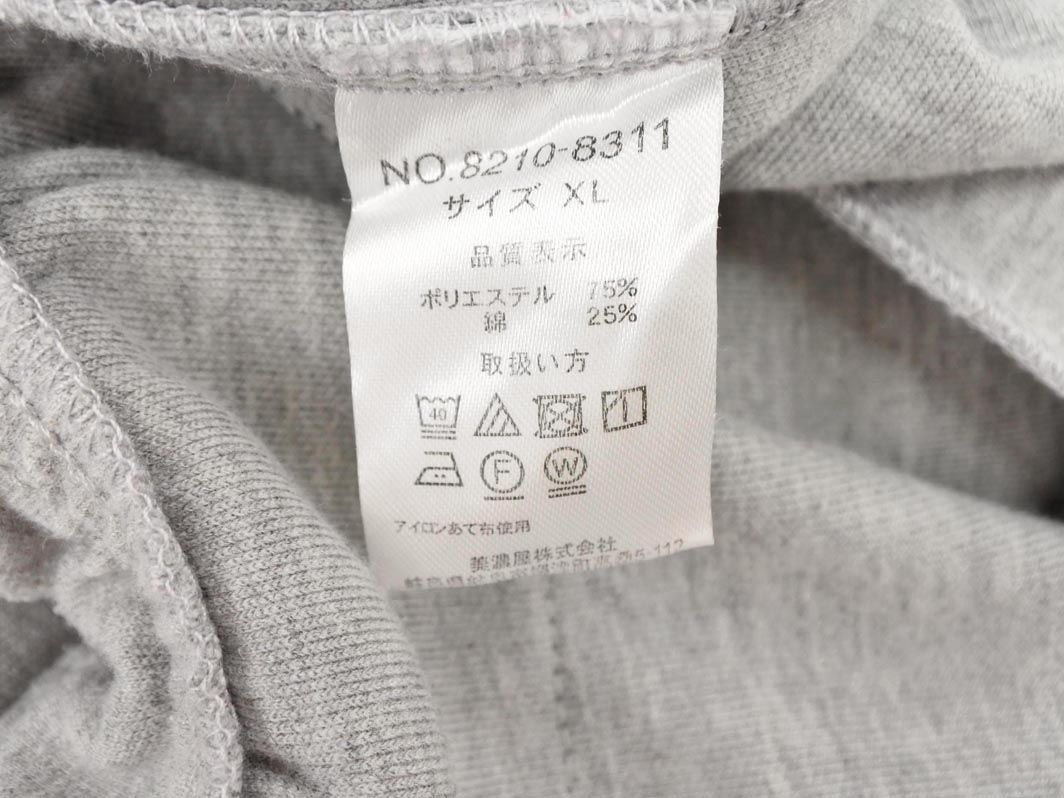 NO.8210-8311
サイズ XL
品質表示
ポリエステル 75%
綿 25%
取扱い方
40
F W
アイロンあて布使用
美濃屋株式会社
5-112